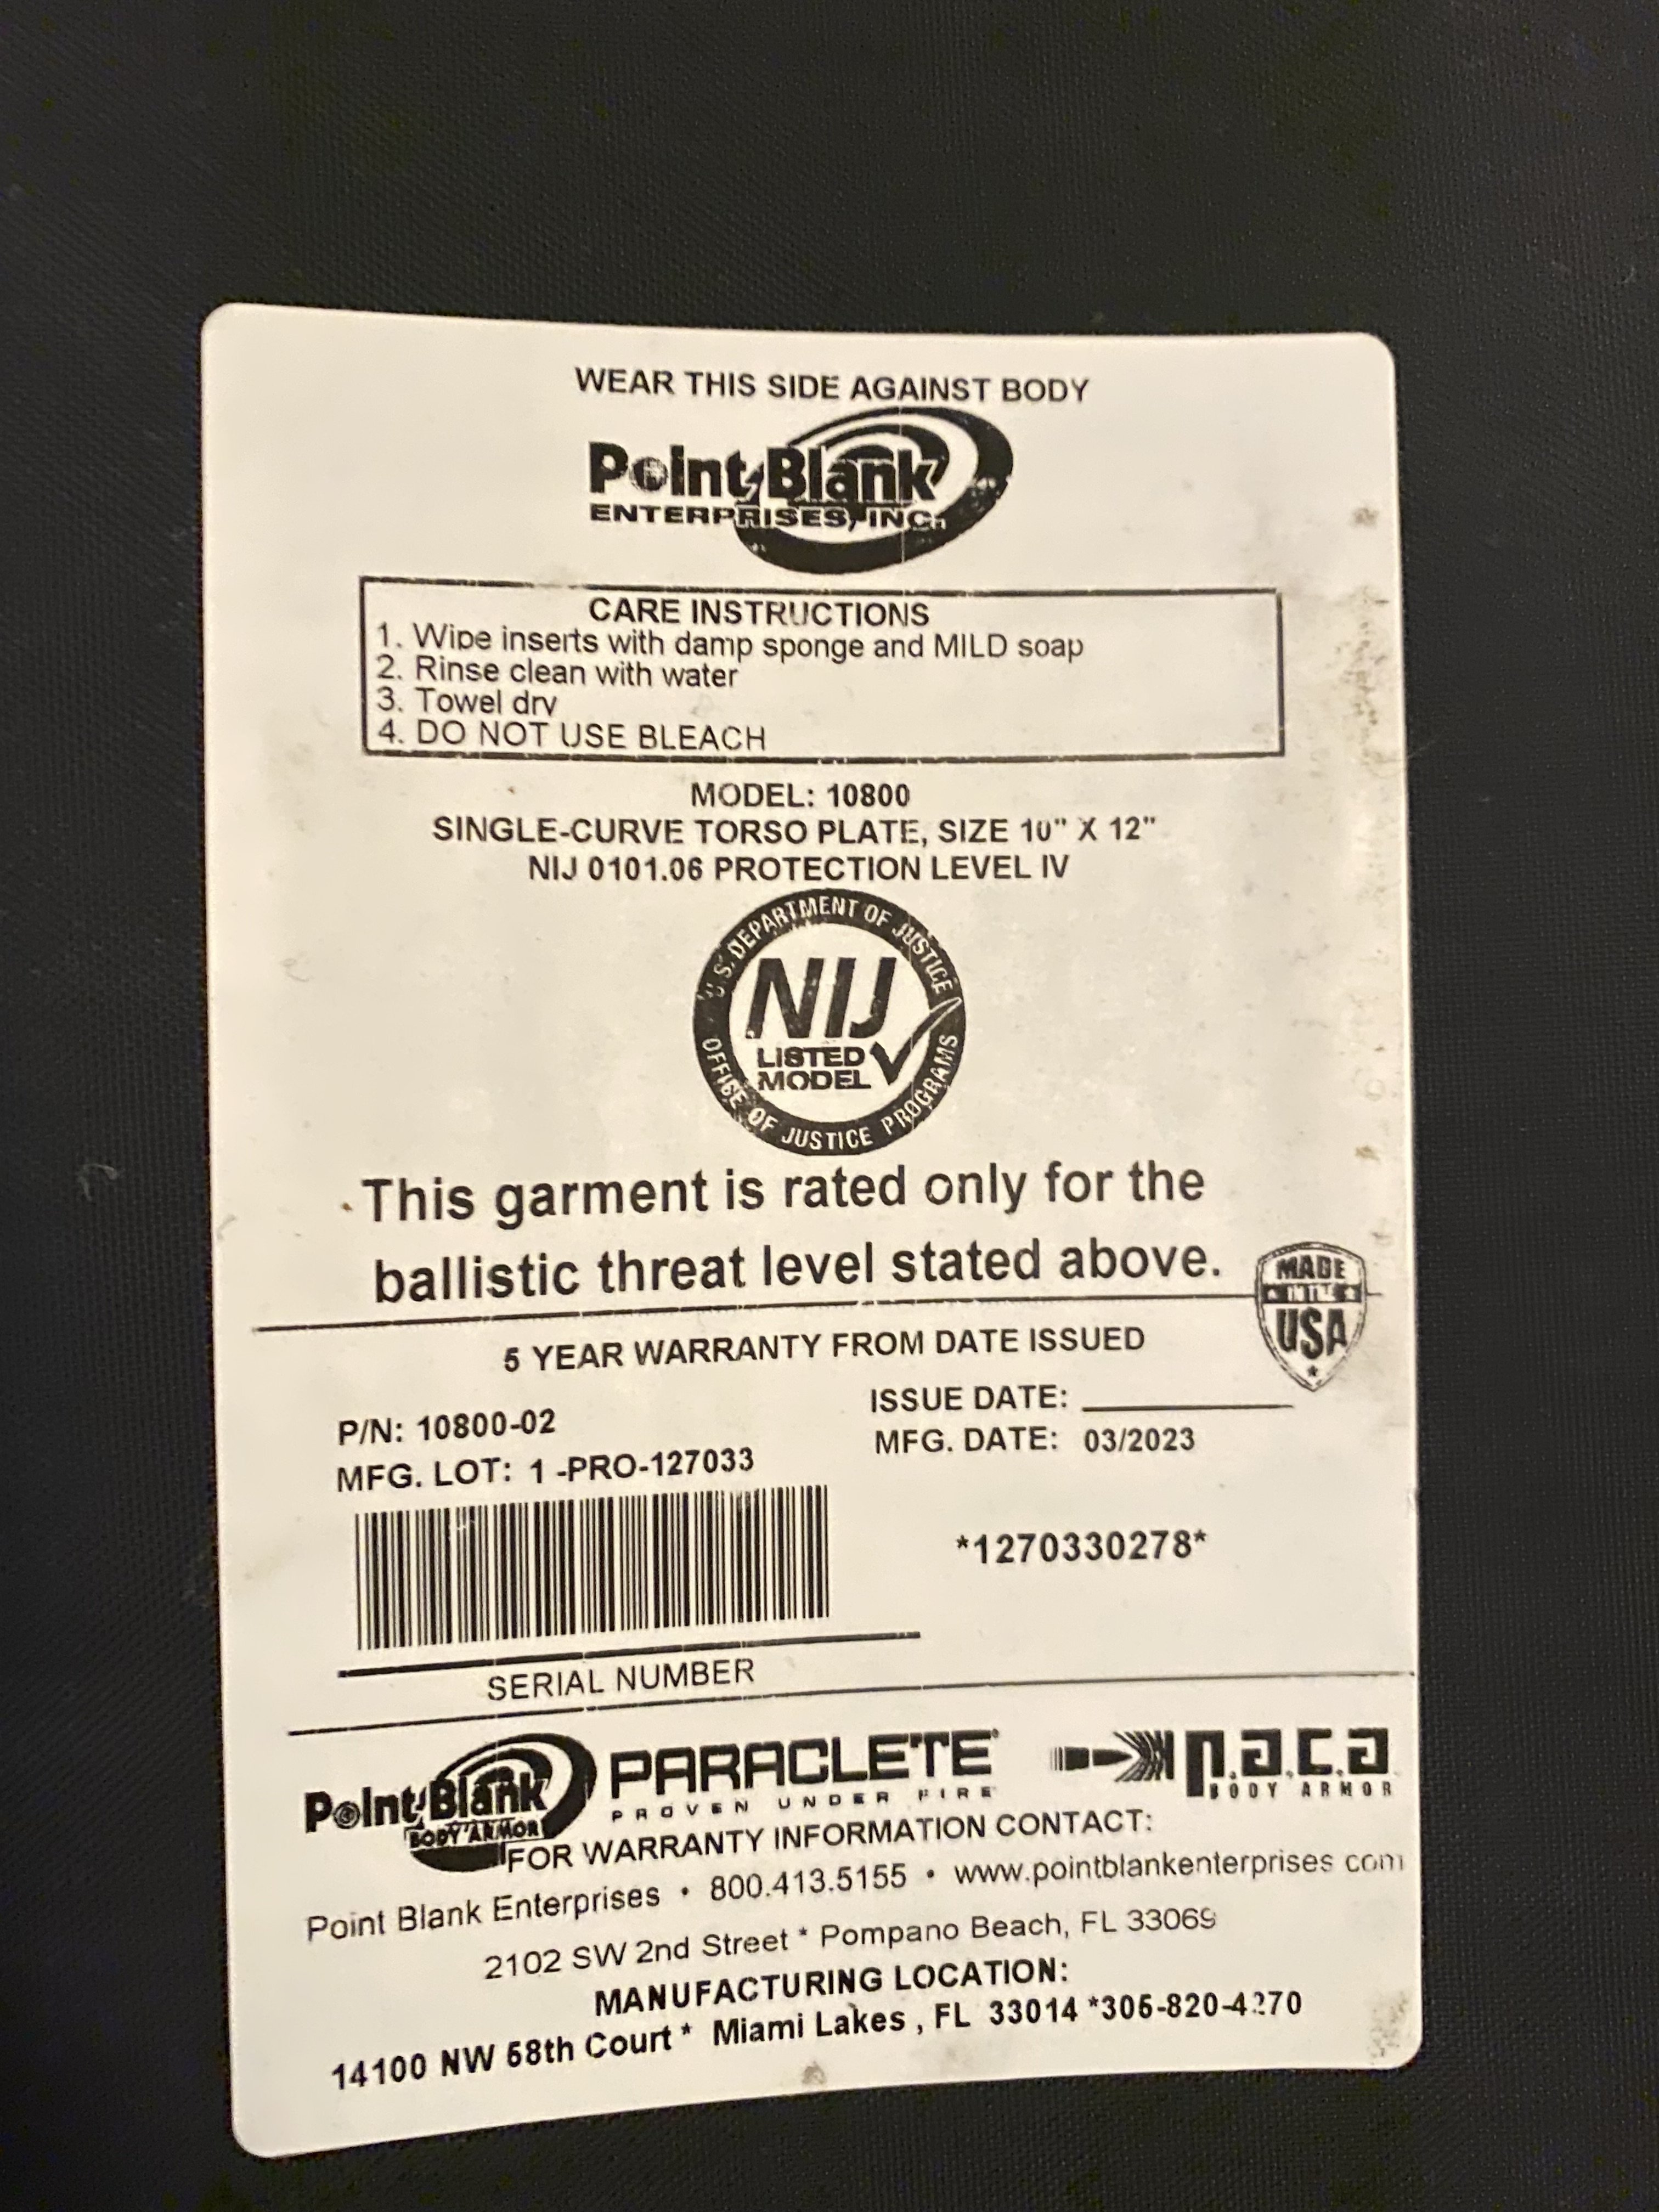 WEAR THIS SIDE AGAINST BODY
Point Blank
ENTERPRISES, INC.
CARE INSTRUCTIONS
1. Wipe inserts with damp sponge and MILD soap
2. Rinse clean with water
3. Towel dry
4. DO NOT USE BLEACH
MODEL: 10800
SINGLE-CURVE TORSO PLATE, SIZE 10" X 12"
NIJ 0101.06 PROTECTION LEVEL IV
U.S. DEPARTMENT OF JUSTICE
NIJ
LISTED
MODEL
OFFICE OF JUSTICE PROGRAMS
This garment is rated only for the
ballistic threat level stated above.
MADE
IN THE
USA
5 YEAR WARRANTY FROM DATE ISSUED
ISSUE DATE:
P/N: 10800-02
MFG. DATE: 03/2023
MFG. LOT: 1 -PRO-127033
*1270330278*
SERIAL NUMBER
Point Blank
BODY ARMOR
PARACLETE®
PROVEN UNDER FIRE
p.a.c.a
BODY ARMOR
FOR WARRANTY INFORMATION CONTACT:
Point Blank Enterprises • 800.413.5155 • www.pointblankenterprises.com
2102 SW 2nd Street * Pompano Beach, FL 33069
MANUFACTURING LOCATION:
14100 NW Court * Miami Lakes , FL 33014